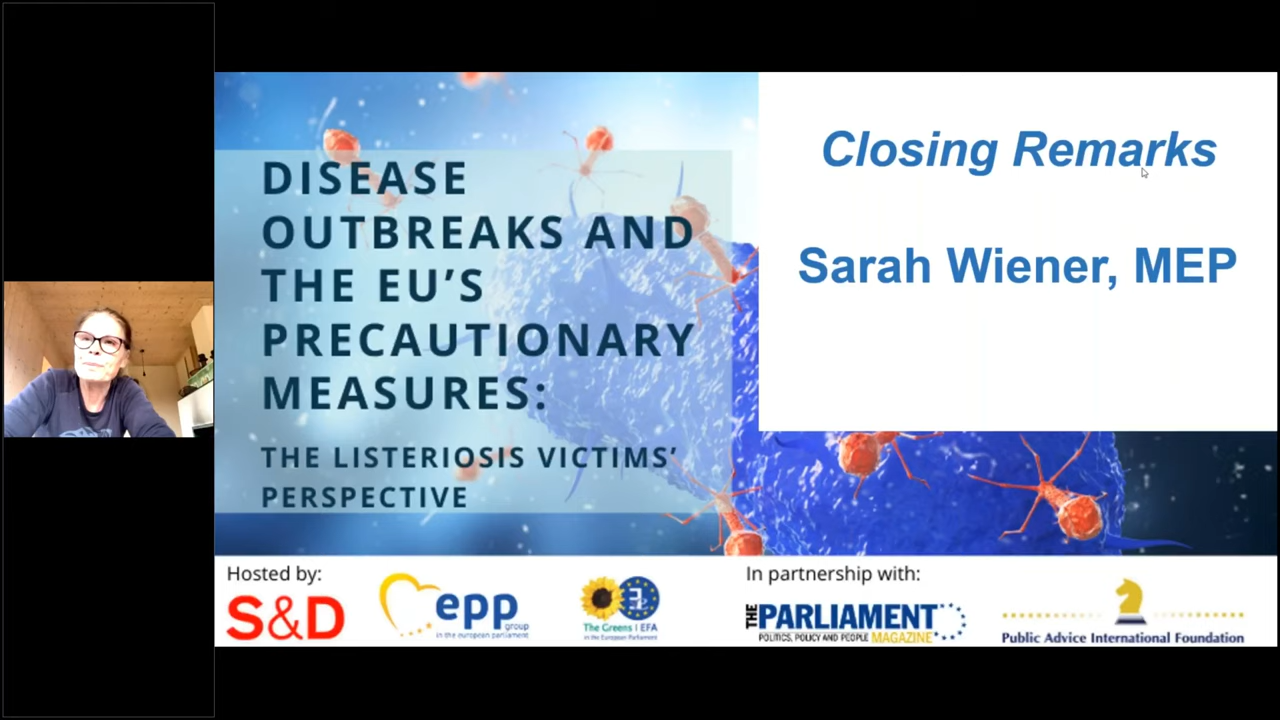 DISEASE
OUTBREAKS AND
THE EU'S
PRECAUTIONARY
MEASURES:
THE LISTERIOSIS VICTIMS'
PERSPECTIVE
Closing Remarks
Sarah Wiener, MEP
Hosted by:
S&D
epp
group
in the european parliament
The Greens | EFA
in the European Parliament
In partnership with:
THE PARLIAMENT
POLITICS, POLICY AND PEOPLE MAGAZINE
Public Advice International Foundation